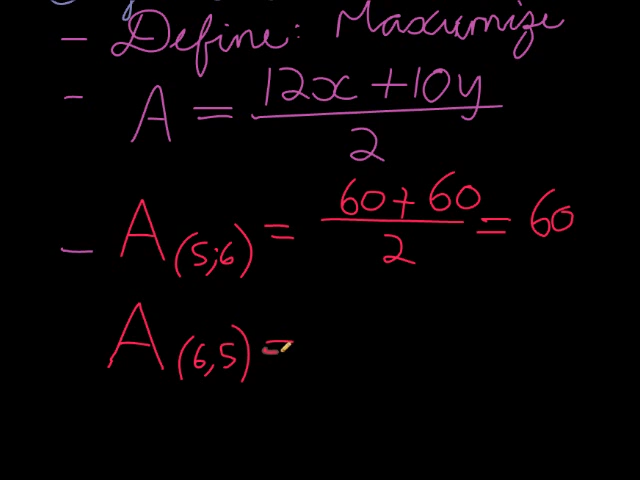 - Define: Maximize
- A = 12x + 10y / 2
- A (5;6) = 60 + 60 / 2 = 60
A (6,5) =